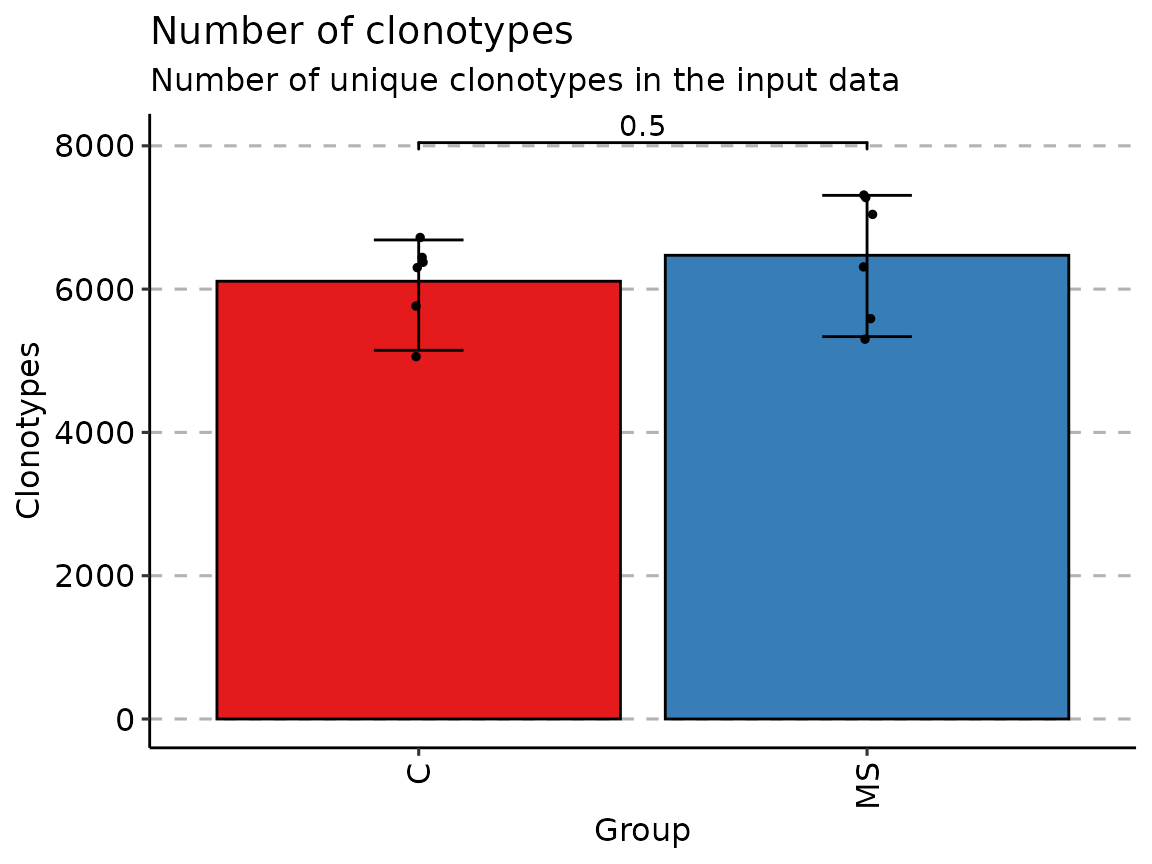 Number of clonotypes
Number of unique clonotypes in the input data
0.5
8000
6000
4000
2000
0
Clonotypes
C
MS
Group